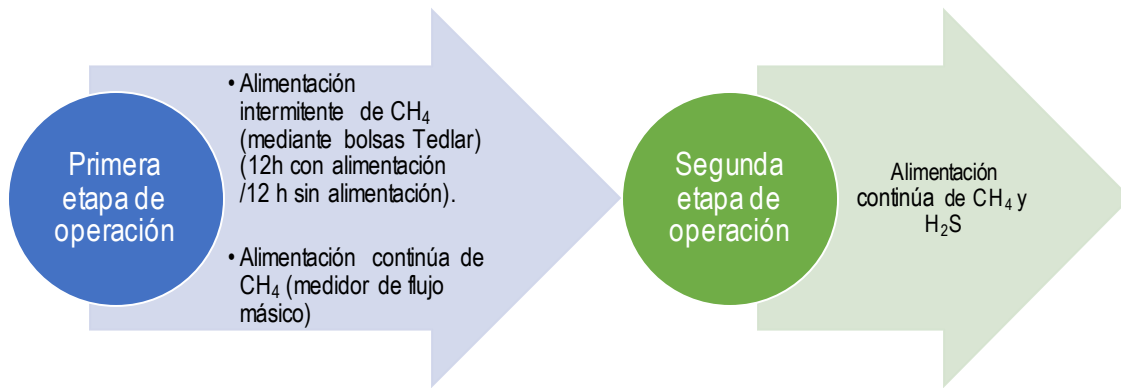 Primera
etapa de
operación
• Alimentación
intermitente de CH₄
(mediante bolsas Tedlar)
(12h con alimentación
/12 h sin alimentación).
• Alimentación continúa de
CH₄ (medidor de flujo
másico)
Segunda
etapa de
operación
Alimentación
continúa de CH₄ y
H₂S